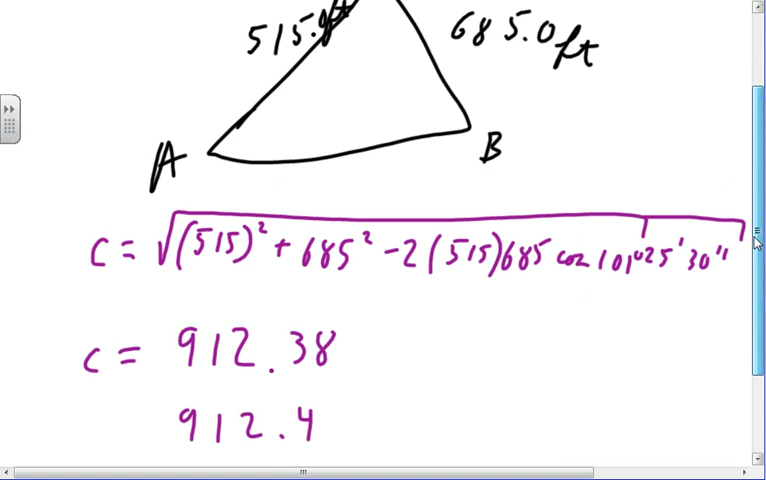 515.0ft
685.0ft
A
B
c = √(515)² + 685² - 2(515)685 cos 101°25'30"
c = 912.38
912.4